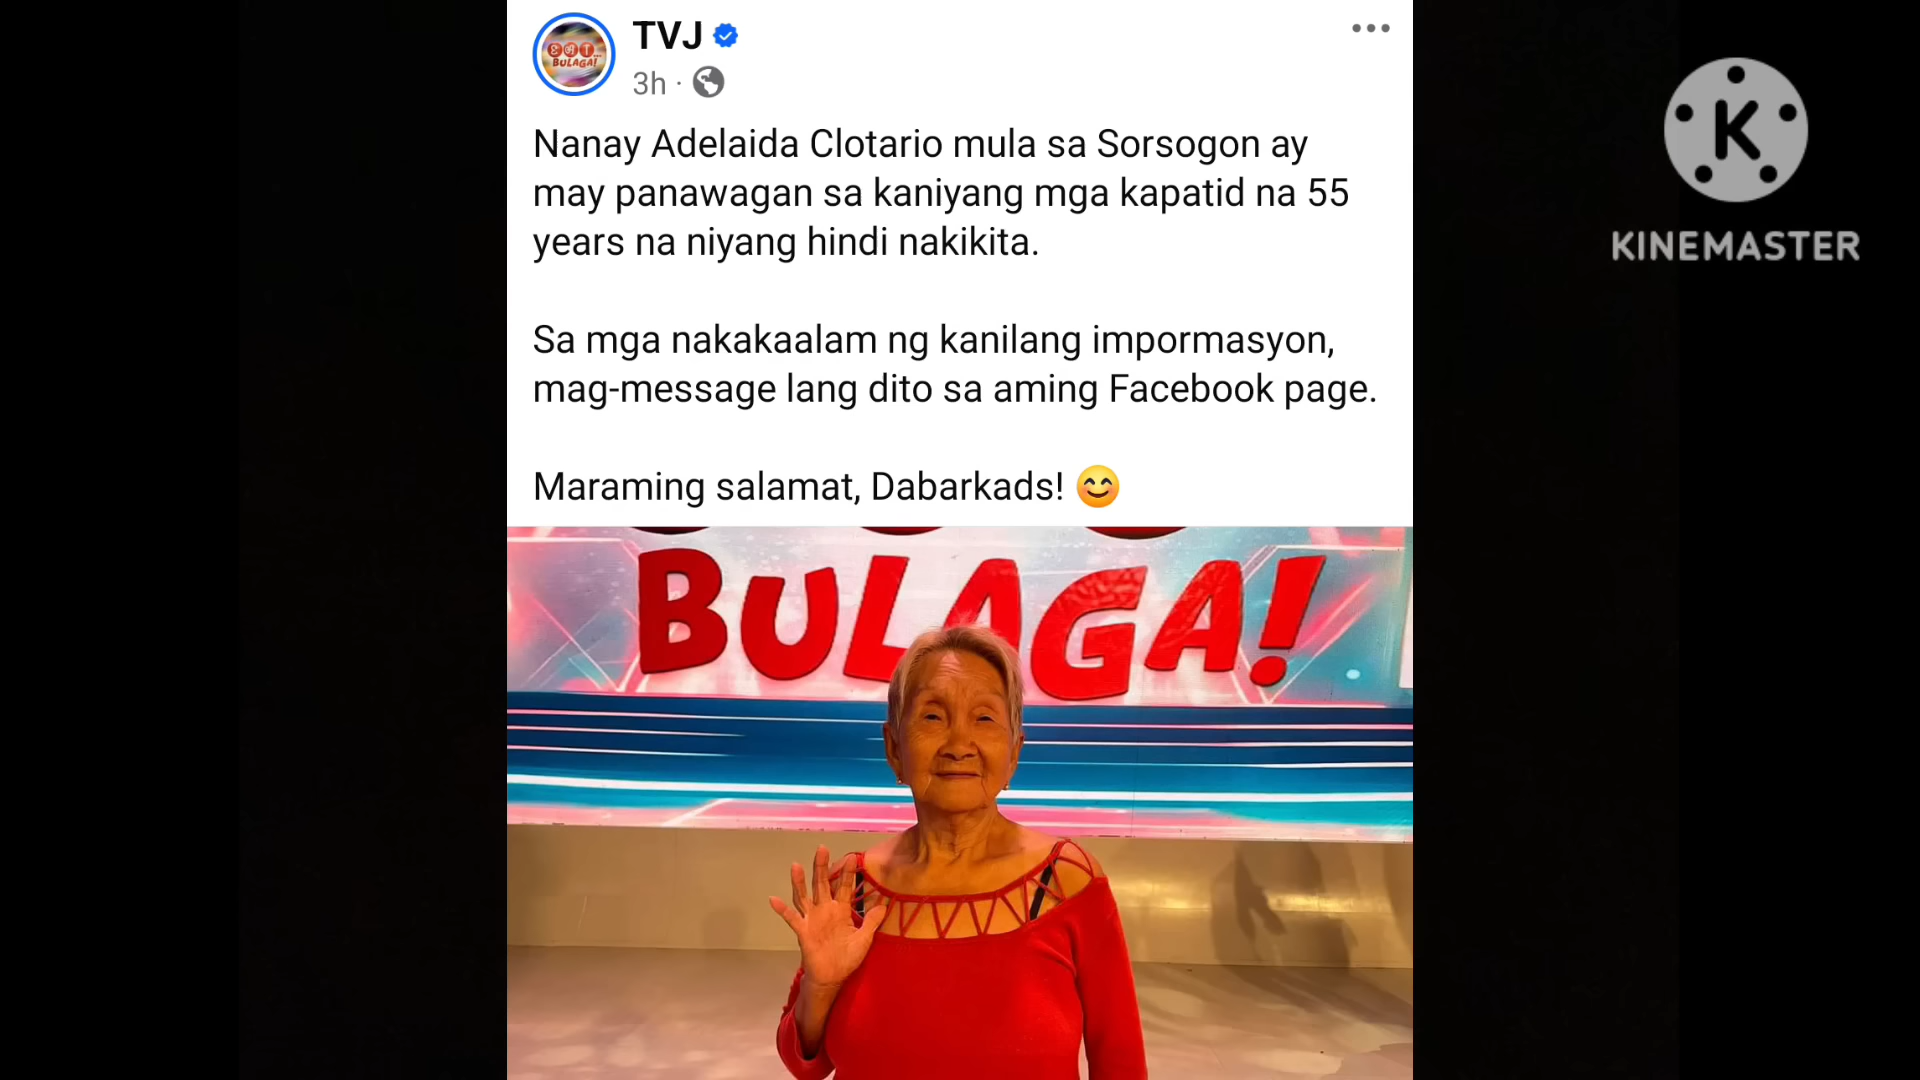 TVJ
3h ·
Nanay Adelaida Clotario mula sa Sorsogon ay
may panawagan sa kaniyang mga kapatid na 55
years na niyang hindi nakikita.
Sa mga nakakaalam ng kanilang impormasyon,
mag-message lang dito sa aming Facebook page.
Maraming salamat, Dabarkads! 😊
BULAGA!
EAT...
BULAGA!
K
KINEMASTER